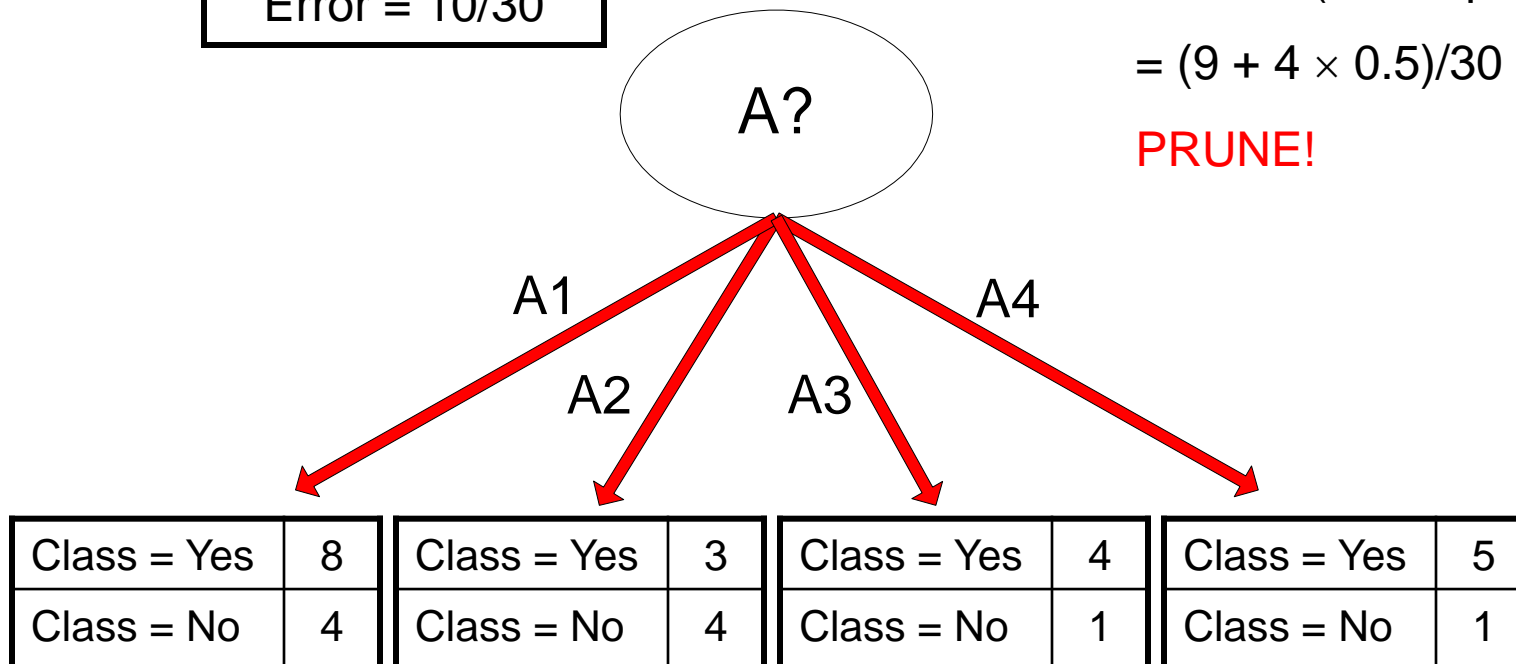 Error = 10/30
= (9 + 4 × 0.5)/30
A?
PRUNE!
A1
A4
A2
A3
Class = Yes 8
Class = No 4
Class = Yes 3
Class = No 4
Class = Yes 4
Class = No 1
Class = Yes 5
Class = No 1